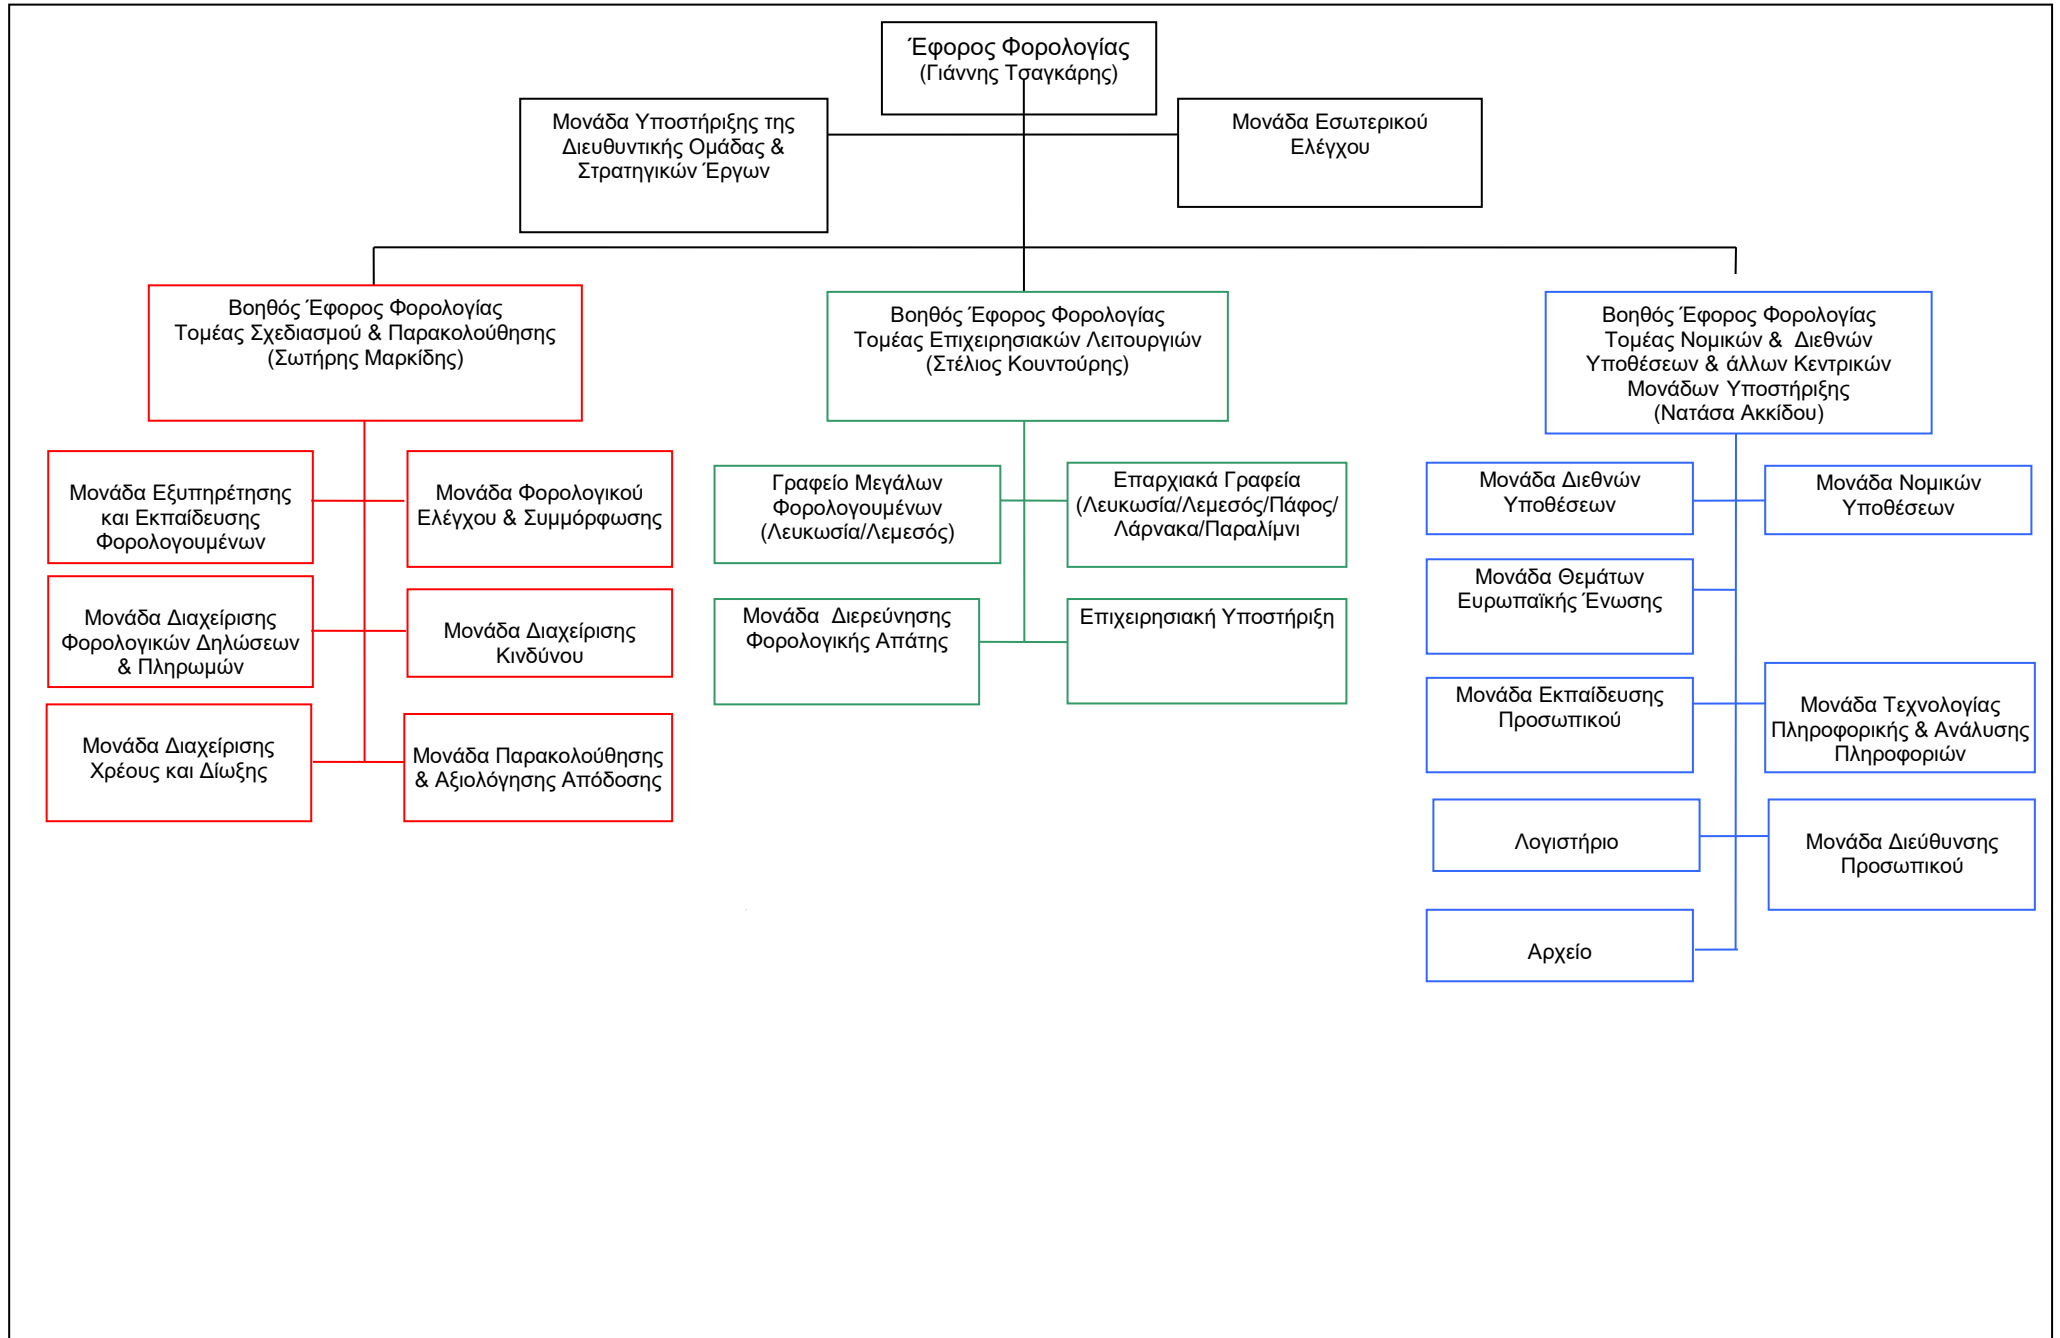 Έφορος Φορολογίας
(Γιάννης Τσαγκάρης)
Μονάδα Υποστήριξης της
Διευθυντικής Ομάδας &
Στρατηγικών Έργων
Μονάδα Εσωτερικού
Ελέγχου
Βοηθός Έφορος Φορολογίας
Τομέας Σχεδιασμού & Παρακολούθησης
(Σωτήρης Μαρκίδης)
Βοηθός Έφορος Φορολογίας
Τομέας Επιχειρησιακών Λειτουργιών
(Στέλιος Κουντούρης)
Βοηθός Έφορος Φορολογίας
Τομέας Νομικών & Διεθνών
Υποθέσεων & άλλων Κεντρικών
Μονάδων Υποστήριξης
(Νατάσα Ακκίδου)
Μονάδα Εξυπηρέτησης
και Εκπαίδευσης
Φορολογουμένων
Μονάδα Φορολογικού
Ελέγχου & Συμμόρφωσης
Μονάδα Διαχείρισης
Φορολογικών Δηλώσεων
& Πληρωμών
Μονάδα Διαχείρισης
Κινδύνου
Μονάδα Διαχείρισης
Χρέους και Δίωξης
Μονάδα Παρακολούθησης
& Αξιολόγησης Απόδοσης
Γραφείο Μεγάλων
Φορολογουμένων
(Λευκωσία/Λεμεσός)
Επαρχιακά Γραφεία
(Λευκωσία/Λεμεσός/Πάφος/
Λάρνακα/Παραλίμνι
Μονάδα Διερεύνησης
Φορολογικής Απάτης
Επιχειρησιακή Υποστήριξη
Μονάδα Διεθνών
Υποθέσεων
Μονάδα Νομικών
Υποθέσεων
Μονάδα Θεμάτων
Ευρωπαϊκής Ένωσης
Μονάδα Εκπαίδευσης
Προσωπικού
Μονάδα Τεχνολογίας
Πληροφορικής & Ανάλυσης
Πληροφοριών
Λογιστήριο
Μονάδα Διεύθυνσης
Προσωπικού
Αρχείο